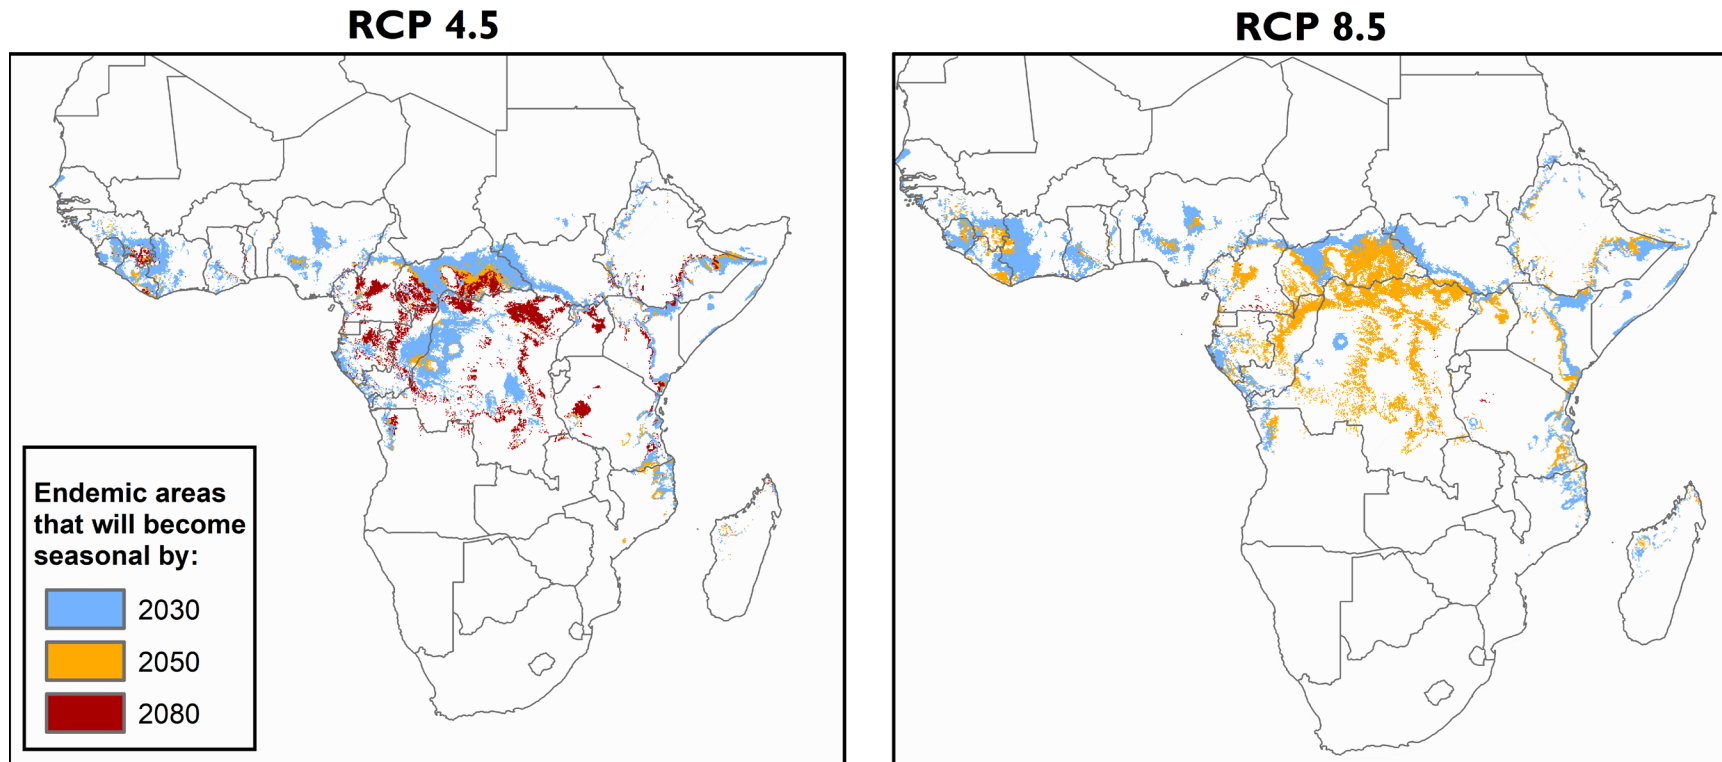 RCP 4.5
RCP 8.5
Endemic areas
that will become
seasonal by:
2030
2050
2080